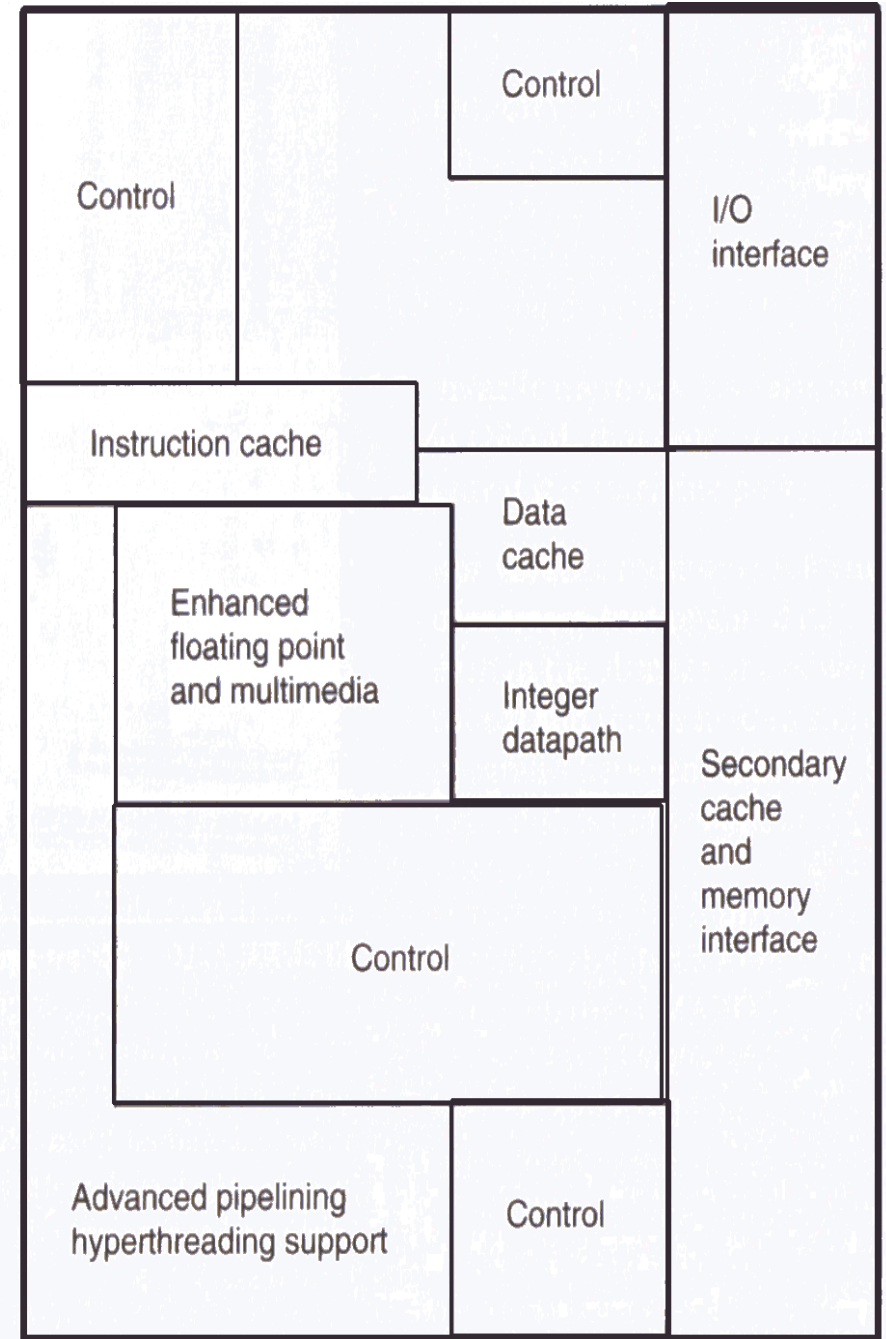 Control
Control
I/O
interface
Instruction cache
Data
cache
Enhanced
floating point
and multimedia
Integer
datapath
Secondary
cache
and
memory
interface
Control
Advanced pipelining
hyperthreading support
Control